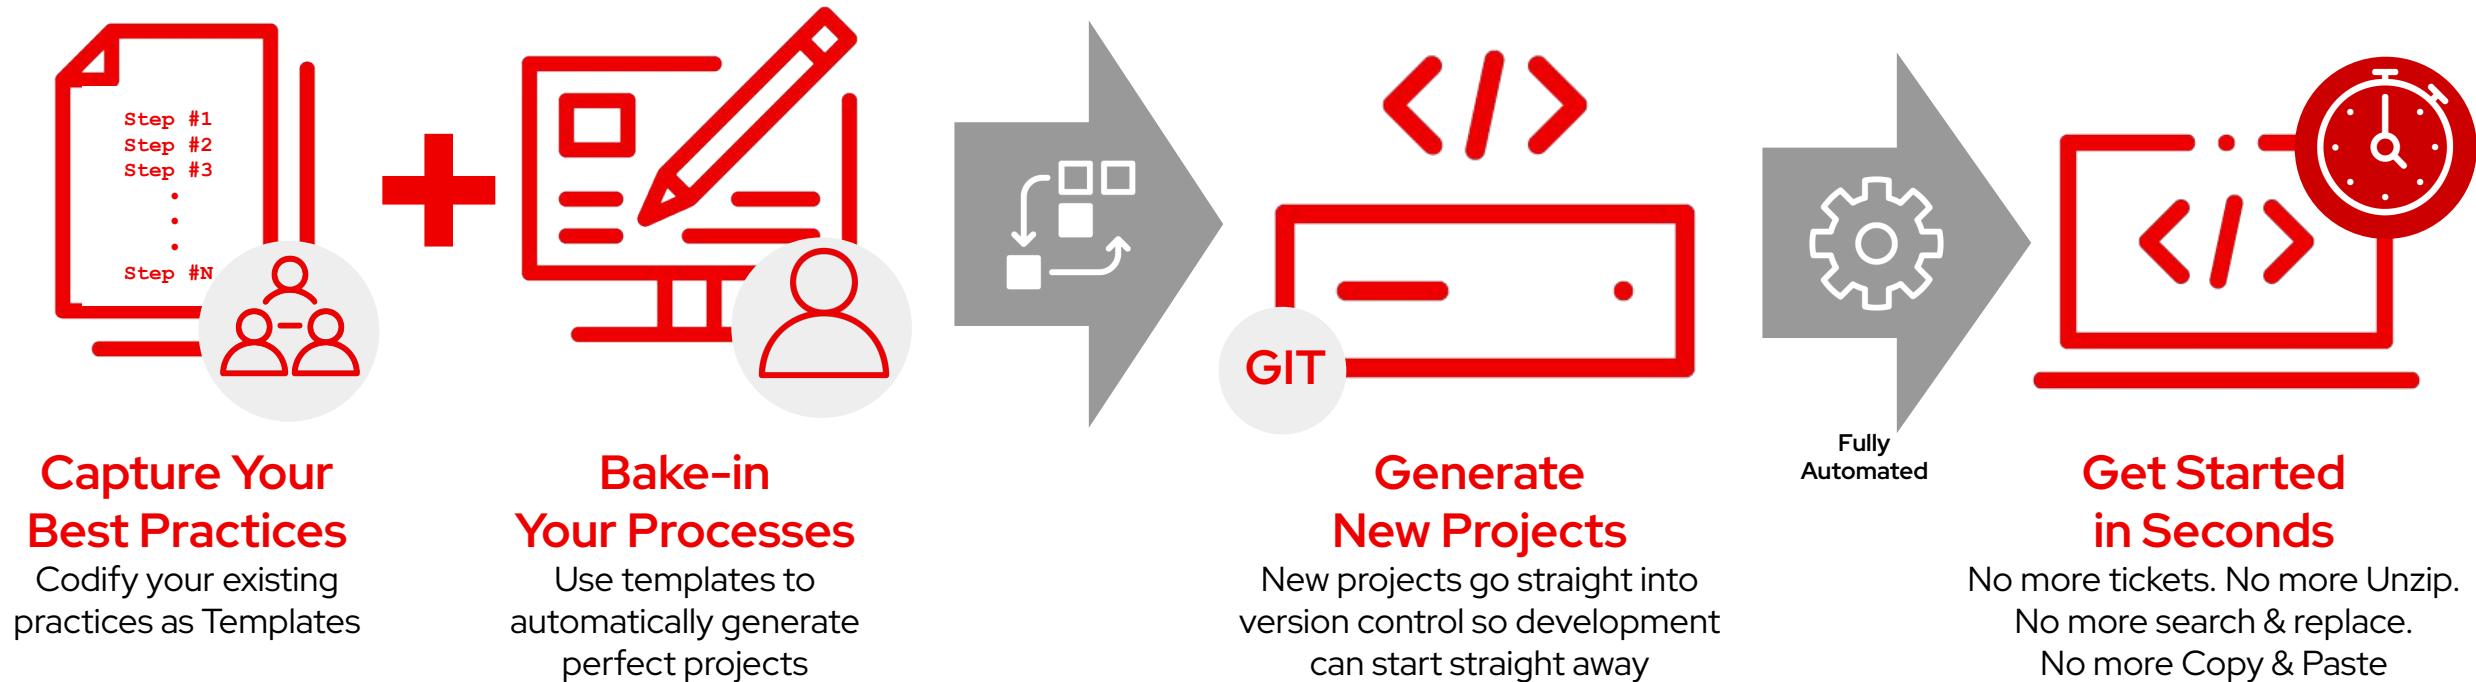 Step #1
Step #2
Step #3
.
.
.
Step #N
Capture Your
Best Practices
Codify your existing
practices as Templates
Bake-in
Your Processes
Use templates to
automatically generate
perfect projects
</>
GIT
Generate
New Projects
New projects go straight into
version control so development
can start straight away
Fully
Automated
</>
Get Started
in Seconds
No more tickets. No more Unzip.
No more search & replace.
No more Copy & Paste